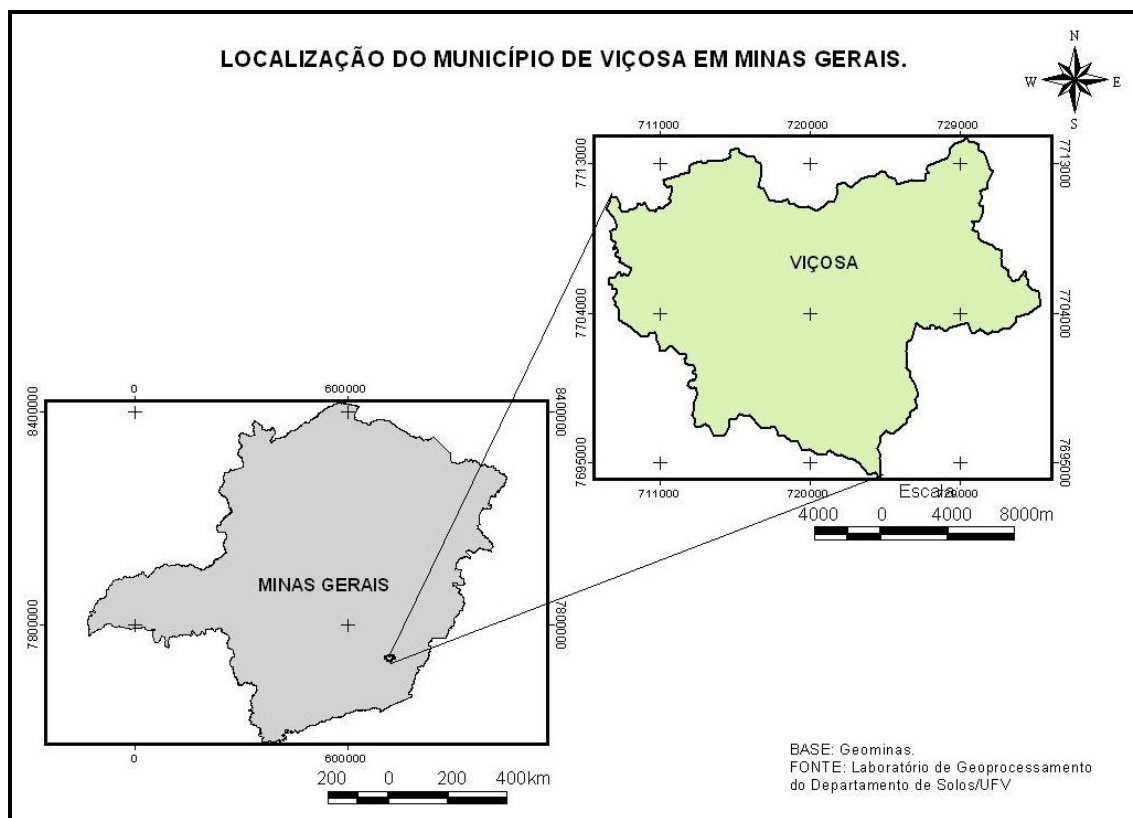 LOCALIZAÇÃO DO MUNICÍPIO DE VIÇOSA EM MINAS GERAIS.
N
W E
S
711000 720000 729000
7713000 7713000
VIÇOSA
7704000 7704000
7695000 7695000
711000 720000 729000
Escala
4000 0 4000 8000m
0 600000
8400000 8400000
MINAS GERAIS
7800000 7800000
0 600000
200 0 200 400km
BASE: Geominas.
FONTE: Laboratório de Geoprocessamento
do Departamento de Solos/UFV